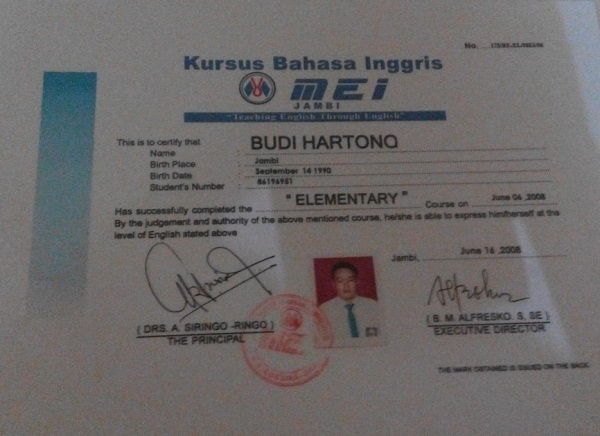 No.
Kursus Bahasa Inggris
MEI
JAMBI
"Teaching English Through English"
This is to certify that
Name BUDI HARTONO
Birth Place Jambi
Birth Date September 14 1990
Student's Number 86196951
Has successfully completed the " ELEMENTARY " Course on June 06 ,2008
By the judgement and authority of the above mentioned course, he/she is able to express him/herself at the
level of English stated above
Jambi, June 16 ,2008
( DRS. A. SIRINGO -RINGO )
THE PRINCIPAL
( B. M. ALFRESKO. S. SE )
EXECUTIVE DIRECTOR
THE MARK OBTAINED IS ISSUED ON THE BACK